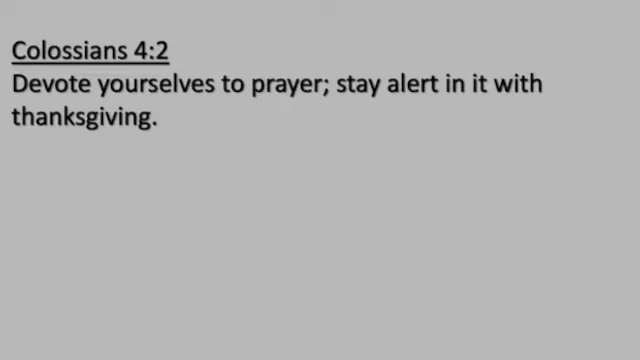 Colossians 4:2
Devote yourselves to prayer; stay alert in it with
thanksgiving.